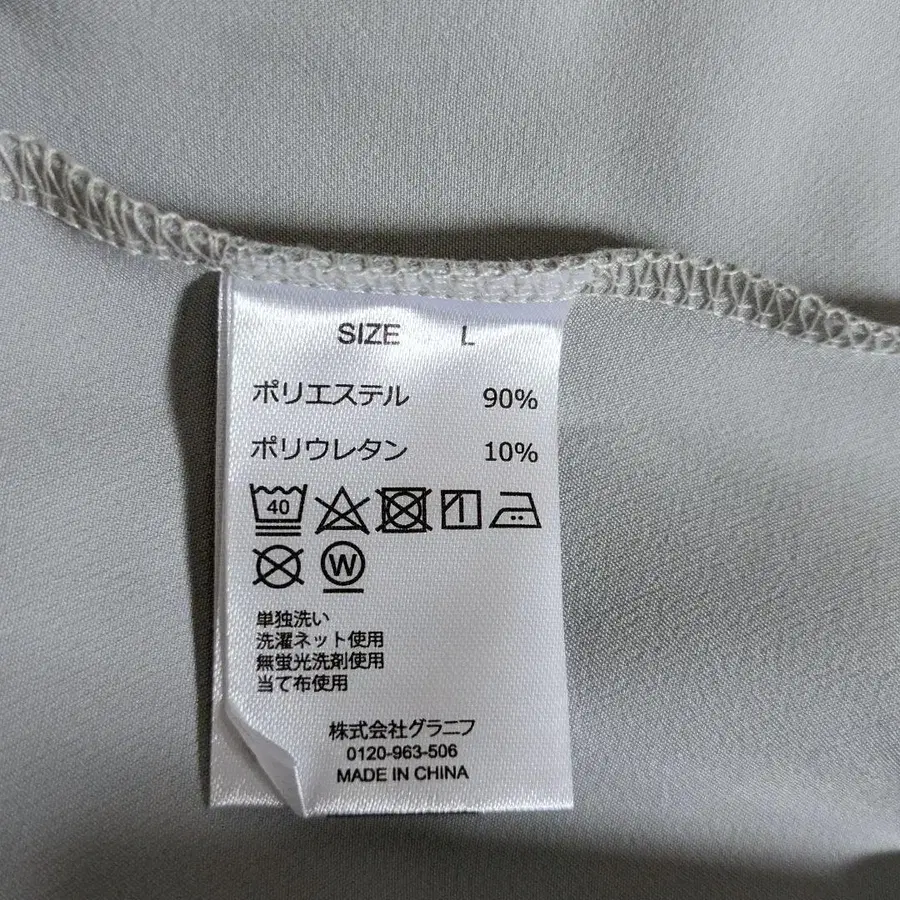 SIZE L
ポリエステル 90%
ポリウレタン 10%
40
W
単独洗い
洗濯ネット使用
無蛍光洗剤使用
当て布使用
株式会社グラニフ
0120-963-506
MADE IN CHINA